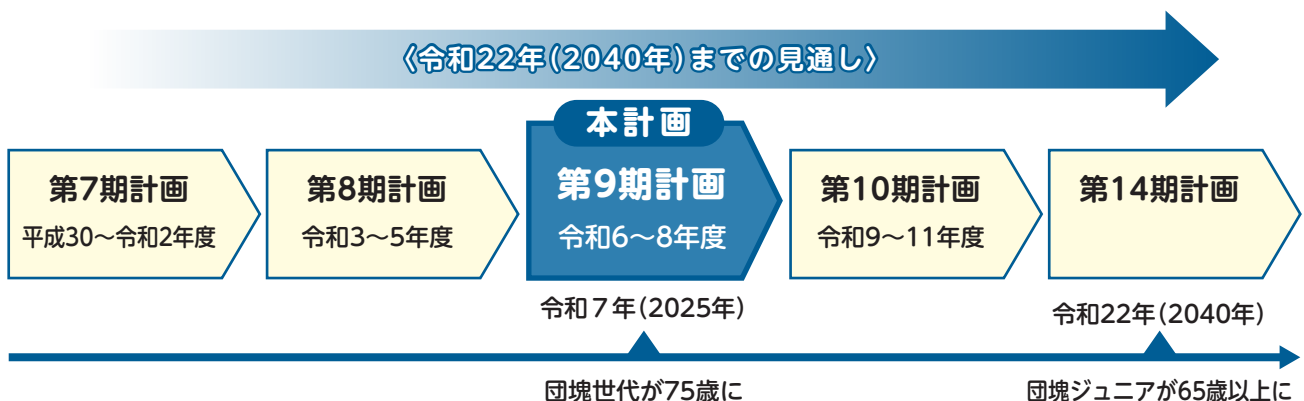 〈令和22年(2040年)までの見通し〉
本計画
第7期計画
平成30〜令和2年度
第8期計画
令和3〜5年度
第9期計画
令和6〜8年度
第10期計画
令和9〜11年度
第14期計画
令和7年(2025年)
令和22年(2040年)
団塊世代が75歳に
団塊ジュニアが65歳以上に